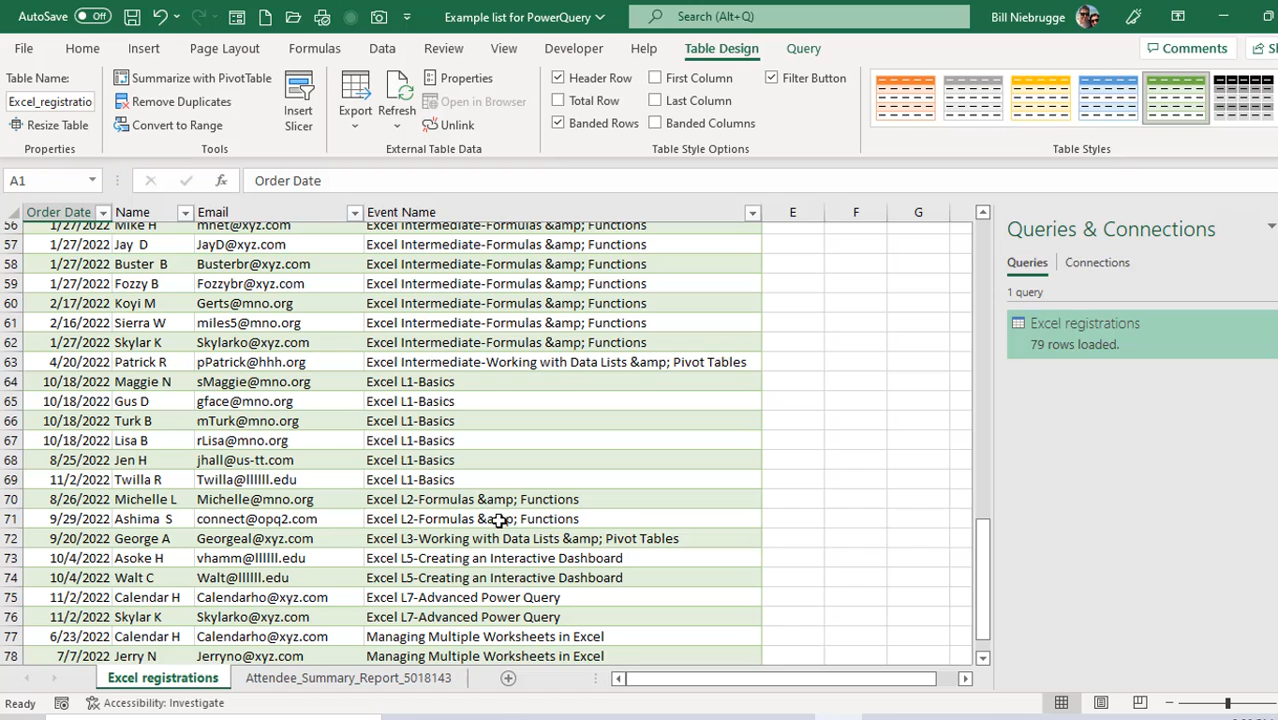 AutoSave Off Example list for PowerQuery Search (Alt+Q) Bill Niebrugge
File Home Insert Page Layout Formulas Data Review View Developer Help Table Design Query Comments Sh
Table Name: Summarize with PivotTable Properties Header Row First Column Filter Button
Excel_registratio Remove Duplicates Insert Slicer Export Refresh Open in Browser Total Row Last Column
Resize Table Convert to Range Unlink Banded Rows Banded Columns
Properties Tools External Table Data Table Style Options Table Styles
A1 fx Order Date
Order Date Name Email Event Name E F G
56 1/27/2022 Mike H mnet@xyz.com Excel Intermediate-Formulas &amp; Functions
57 1/27/2022 Jay D JayD@xyz.com Excel Intermediate-Formulas &amp; Functions
58 1/27/2022 Buster B Busterbr@xyz.com Excel Intermediate-Formulas &amp; Functions
59 1/27/2022 Fozzy B Fozzybr@xyz.com Excel Intermediate-Formulas &amp; Functions
60 2/17/2022 Koyi M Gerts@mno.org Excel Intermediate-Formulas &amp; Functions
61 2/16/2022 Sierra W miles5@mno.org Excel Intermediate-Formulas &amp; Functions
62 1/27/2022 Skylar K Skylarko@xyz.com Excel Intermediate-Formulas &amp; Functions
63 4/20/2022 Patrick R pPatrick@hhh.org Excel Intermediate-Working with Data Lists &amp; Pivot Tables
64 10/18/2022 Maggie N sMaggie@mno.org Excel L1-Basics
65 10/18/2022 Gus D gface@mno.org Excel L1-Basics
66 10/18/2022 Turk B mTurk@mno.org Excel L1-Basics
67 10/18/2022 Lisa B rLisa@mno.org Excel L1-Basics
68 8/25/2022 Jen H jhall@us-tt.com Excel L1-Basics
69 11/2/2022 Twilla R Twilla@llllll.edu Excel L1-Basics
70 8/26/2022 Michelle L Michelle@mno.org Excel L2-Formulas &amp; Functions
71 9/29/2022 Ashima S connect@opq2.com Excel L2-Formulas &amp; Functions
72 9/20/2022 George A Georgeal@xyz.com Excel L3-Working with Data Lists &amp; Pivot Tables
73 10/4/2022 Asoke H vhamm@llllll.edu Excel L5-Creating an Interactive Dashboard
74 10/4/2022 Walt C Walt@llllll.edu Excel L5-Creating an Interactive Dashboard
75 11/2/2022 Calendar H Calendarho@xyz.com Excel L7-Advanced Power Query
76 11/2/2022 Skylar K Skylarko@xyz.com Excel L7-Advanced Power Query
77 6/23/2022 Calendar H Calendarho@xyz.com Managing Multiple Worksheets in Excel
78 7/7/2022 Jerry N Jerryno@xyz.com Managing Multiple Worksheets in Excel
Queries & Connections
Queries Connections
1 query
Excel registrations
79 rows loaded.
Excel registrations Attendee_Summary_Report_5018143
Ready Accessibility: Investigate